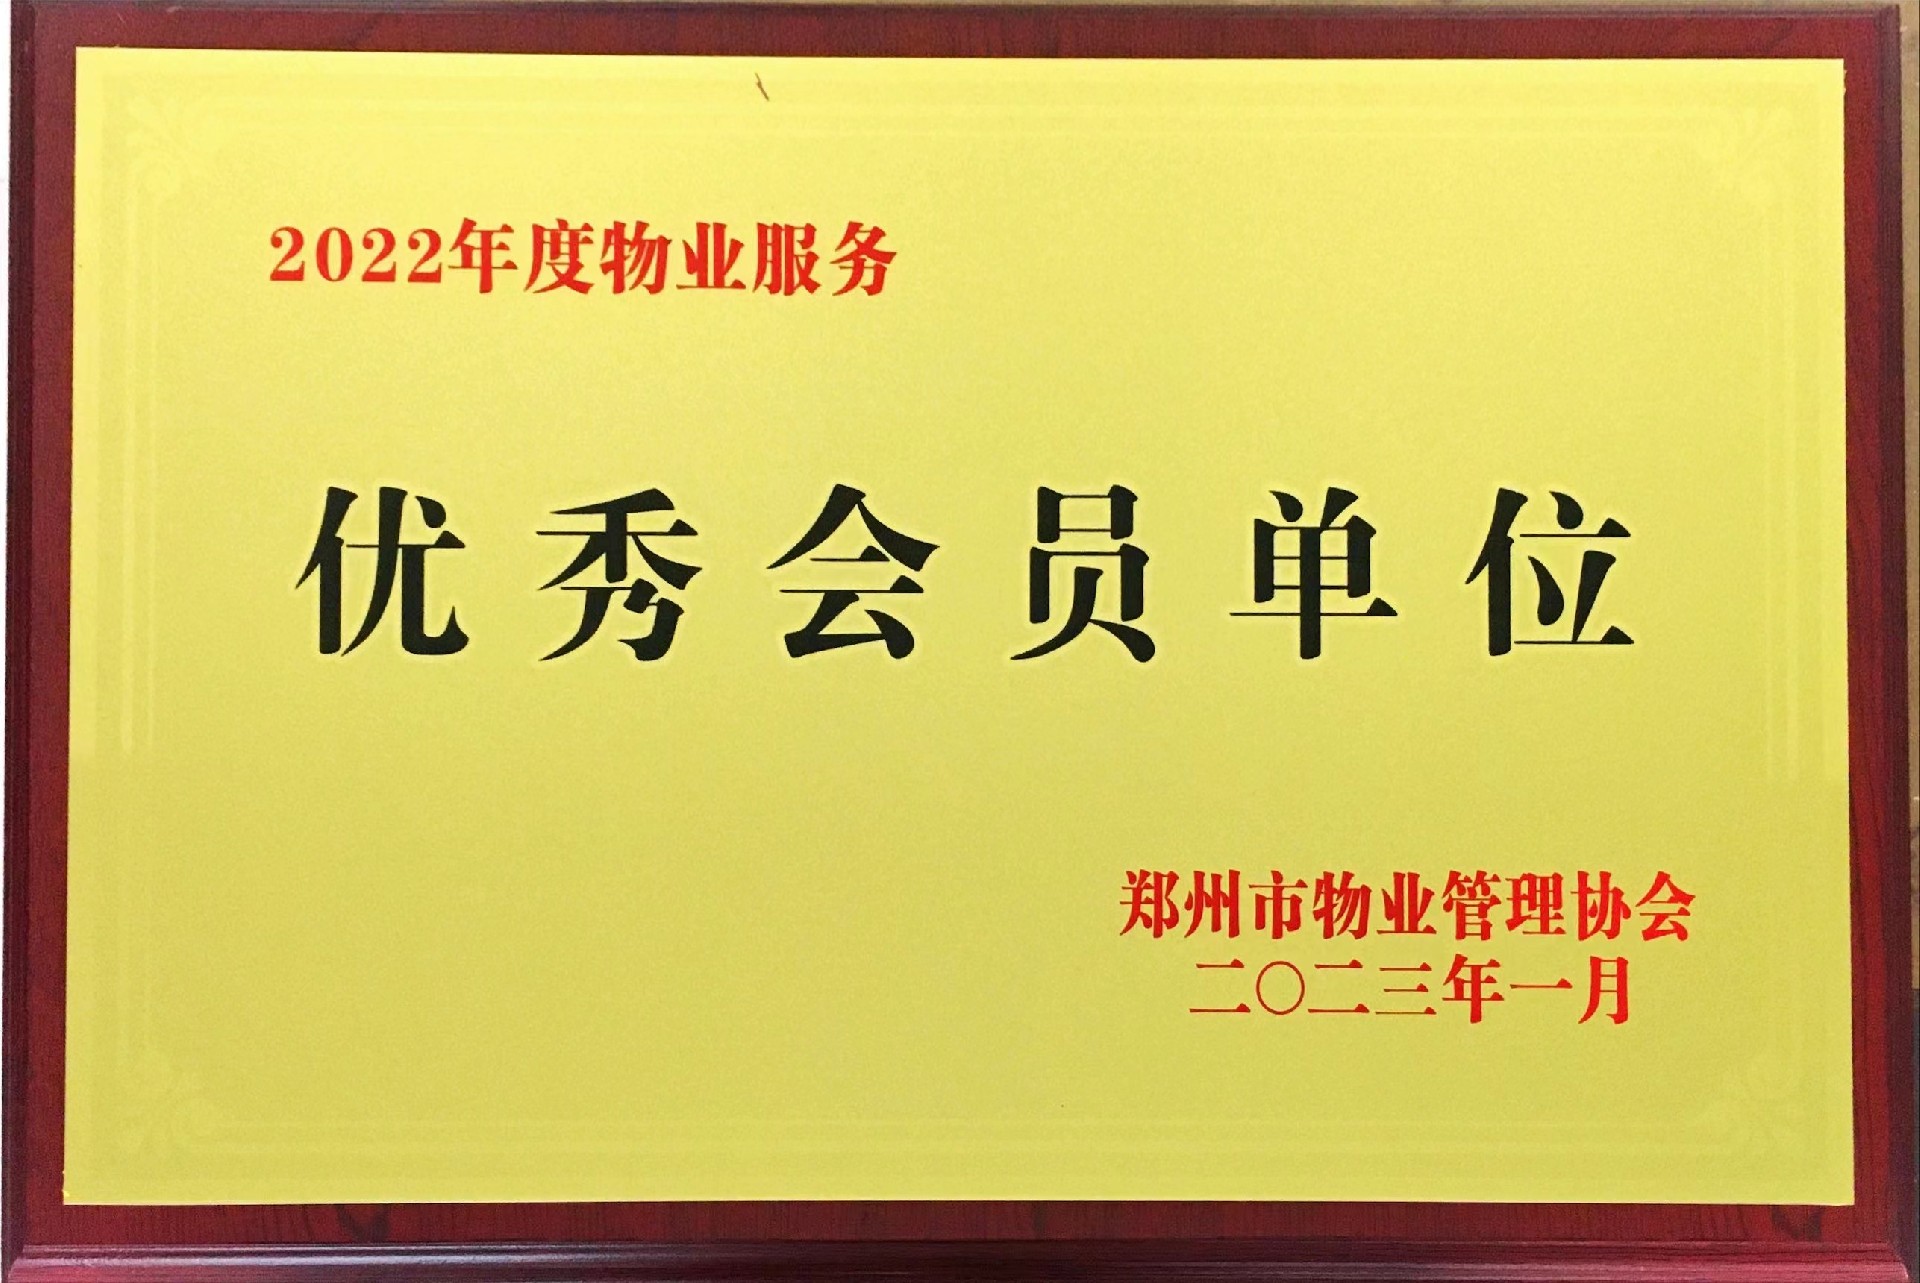 2022年度物业服务
优秀会员单位
郑州市物业管理协会
二〇二三年一月